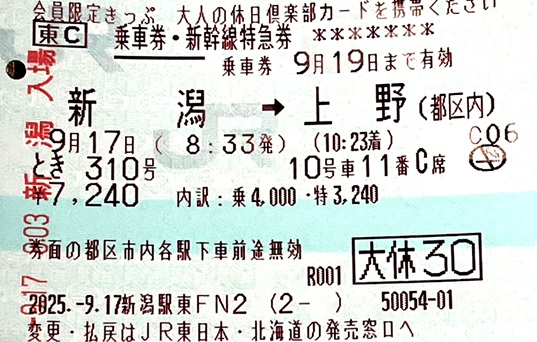 会員限定きっぷ 大人の休日倶楽部カードを携帯ください
東C 乗車券・新幹線特急券 *******
乗車券 9月19日まで有効
新潟 → 上野(都区内)
9月17日 ( 8:33発) (10:23着) C06
とき 310号 10号車11番C席
¥7,240 内訳:乗4,000・特3,240
券面の都区市内各駅下車前途無効
R001 大休30
2025.-9.17新潟駅東FN2 (2- ) 50054-01
変更・払戻はJR東日本・北海道の発売窓口へ
-917 003 新潟 入場